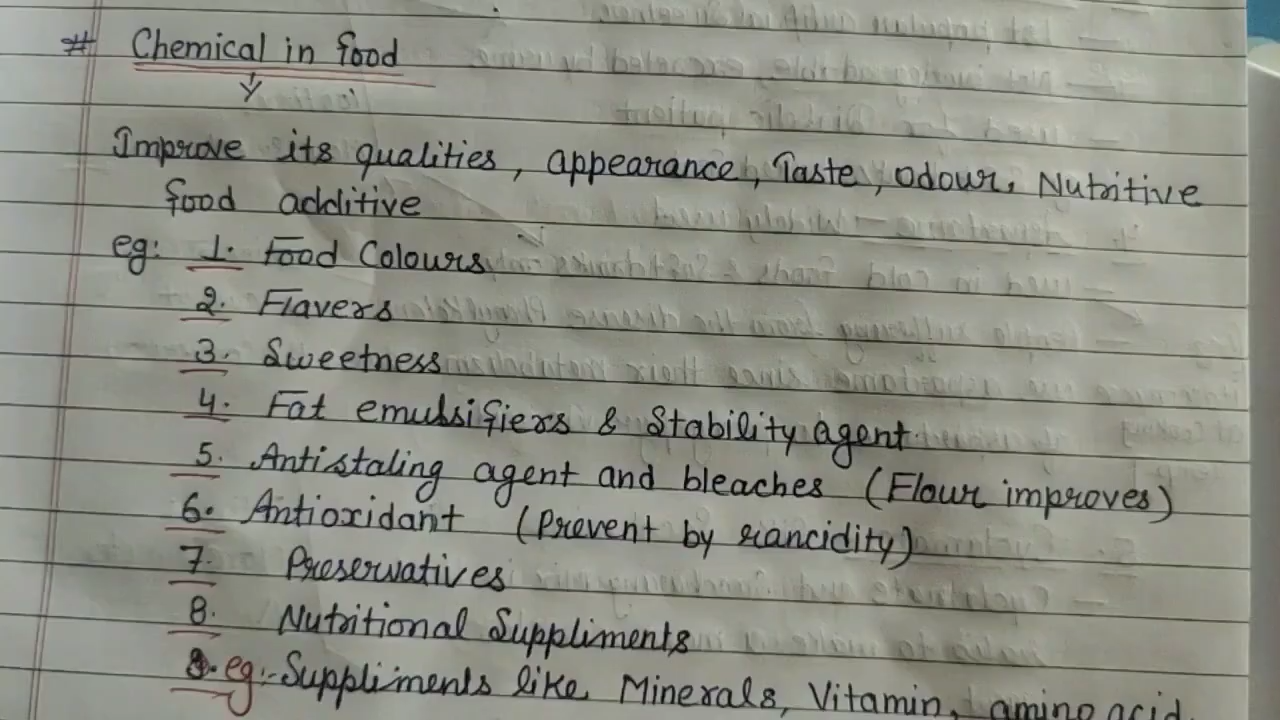 # Chemical in food
Improve its qualities, appearance, Taste, odour, Nutritive
food additive
eg: 1. Food Colours
2. Flavers
3. Sweetness
4. Fat emulsifiers & Stability agent
5. Antistaling agent and bleaches (Flour improves)
6. Antioxidant (Prevent by rancidity)
7. Preservatives
8. Nutritional Suppliments
eg:- Suppliments like Minerals, Vitamin, amino acid